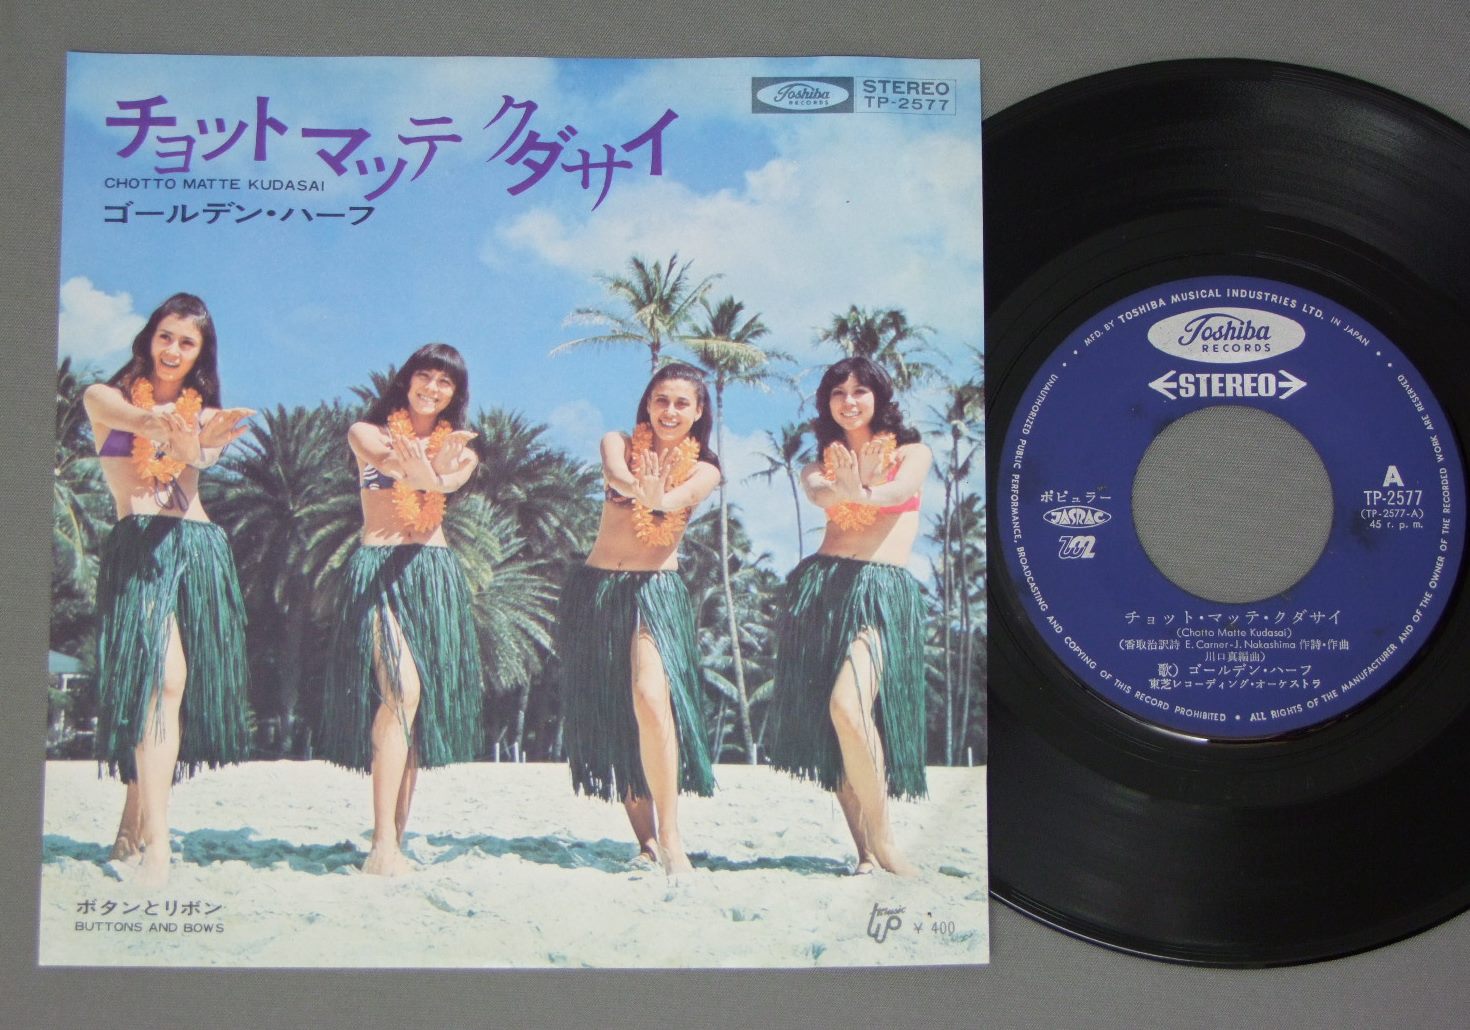 チョット マッテ クダサイ
CHOTTO MATTE KUDASAI
ゴールデン・ハーフ
Toshiba
RECORDS
STEREO
TP-2577
ボタンとリボン
BUTTONS AND BOWS
¥ 400
MFD. BY TOSHIBA MUSICAL INDUSTRIES LTD. IN JAPAN
UNAUTHORIZED PUBLIC PERFORMANCE, BROADCASTING AND COPYING OF THIS RECORD PROHIBITED • ALL RIGHTS OF THE MANUFACTURER AND OF THE OWNER OF THE RECORDED WORK ARE RESERVED
Toshiba
RECORDS
STEREO
ポピュラー
JASRAC
A
TP-2577
(TP-2577-A)
45 r. p. m.
チョット・マッテ・クダサイ
(Chotto Matte Kudasai)
(香取治訳詩 E. Carner-J. Nakashima 作詩・作曲
川口真編曲)
歌) ゴールデン・ハーフ
東芝レコーディング・オーケストラ